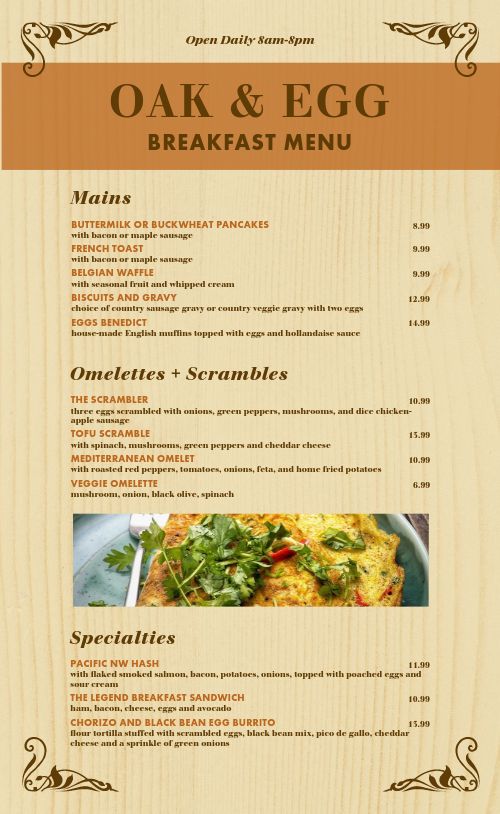 Open Daily 8am-8pm
OAK & EGG
BREAKFAST MENU
Mains
BUTTERMILK OR BUCKWHEAT PANCAKES 8.99
with bacon or maple sausage
FRENCH TOAST 9.99
with bacon or maple sausage
BELGIAN WAFFLE 9.99
with seasonal fruit and whipped cream
BISCUITS AND GRAVY 12.99
choice of country sausage gravy or country veggie gravy with two eggs
EGGS BENEDICT 14.99
house-made English muffins topped with eggs and hollandaise sauce
Omelettes + Scrambles
THE SCRAMBLER 10.99
three eggs scrambled with onions, green peppers, mushrooms, and dice chicken-
apple sausage
TOFU SCRAMBLE 15.99
with spinach, mushrooms, green peppers and cheddar cheese
MEDITERRANEAN OMELET 10.99
with roasted red peppers, tomatoes, onions, feta, and home fried potatoes
VEGGIE OMELETTE 6.99
mushroom, onion, black olive, spinach
Specialties
PACIFIC NW HASH 11.99
with flaked smoked salmon, bacon, potatoes, onions, topped with poached eggs and
sour cream
THE LEGEND BREAKFAST SANDWICH 10.99
ham, bacon, cheese, eggs and avocado
CHORIZO AND BLACK BEAN EGG BURRITO 15.99
flour tortilla stuffed with scrambled eggs, black bean mix, pico de gallo, cheddar
cheese and a sprinkle of green onions